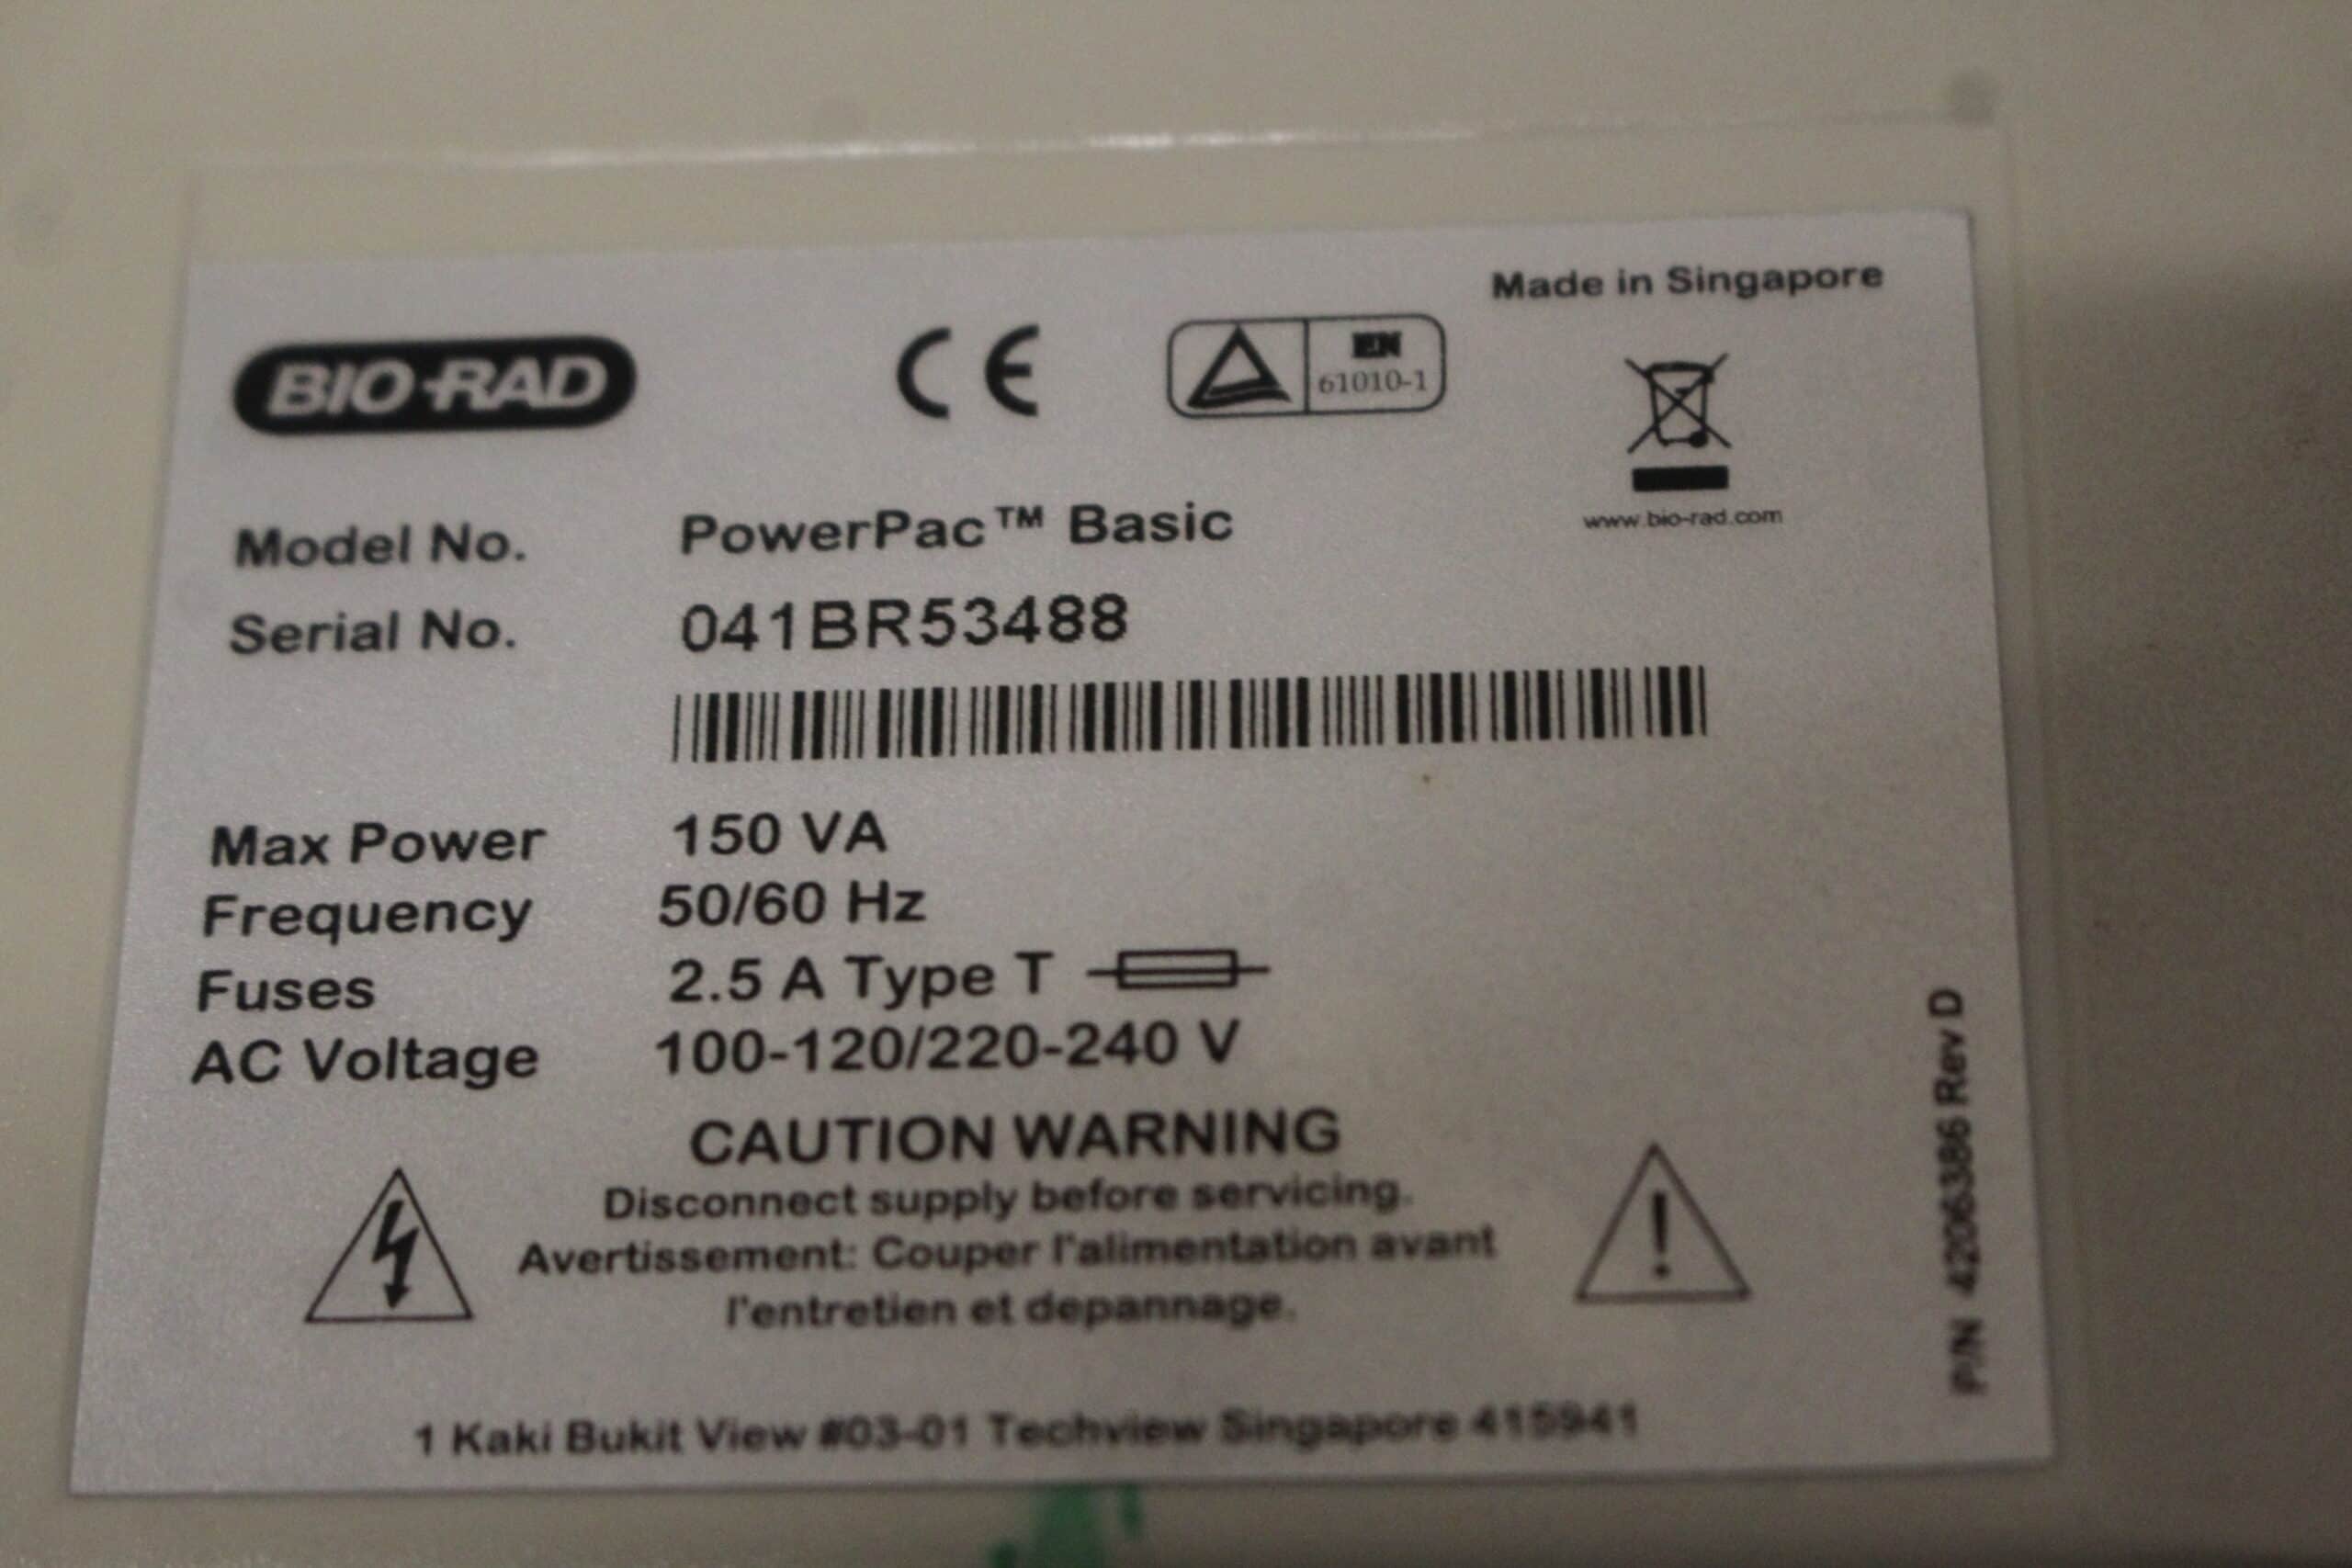 Made in Singapore
BIO-RAD
CE
EN
61010-1
www.bio-rad.com
Model No. PowerPac™ Basic
Serial No. 041BR53488
Max Power 150 VA
Frequency 50/60 Hz
Fuses 2.5 A Type T
AC Voltage 100-120/220-240 V
CAUTION WARNING
Disconnect supply before servicing.
Avertissement: Couper l'alimentation avant
l'entretien et depannage.
!
1 Kaki Bukit View #03-01 Techview Singapore 415941
P/N 42063386 Rev D